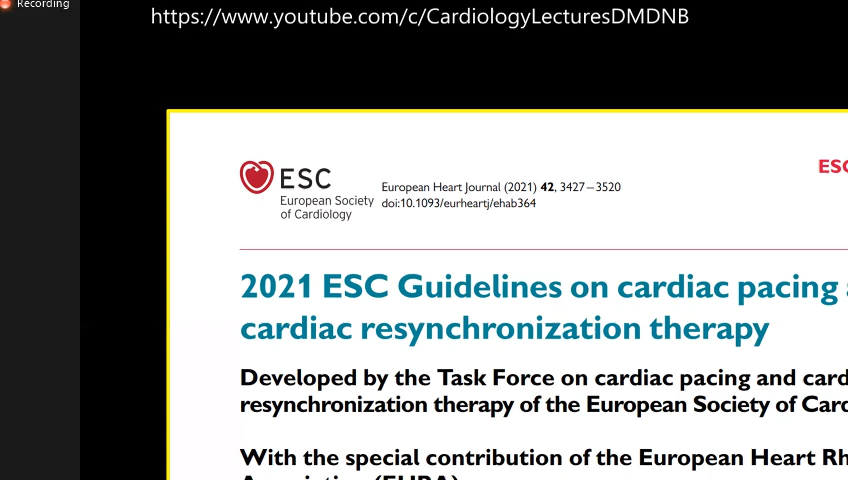 Recording
https://www.youtube.com/c/CardiologyLecturesDMDNB
ESC
European Society
of Cardiology
European Heart Journal (2021) 42, 3427–3520
doi:10.1093/eurheartj/ehab364
ESC
2021 ESC Guidelines on cardiac pacing
cardiac resynchronization therapy
Developed by the Task Force on cardiac pacing and card
resynchronization therapy of the European Society of Card
With the special contribution of the European Heart Rh
Association (EHRA)